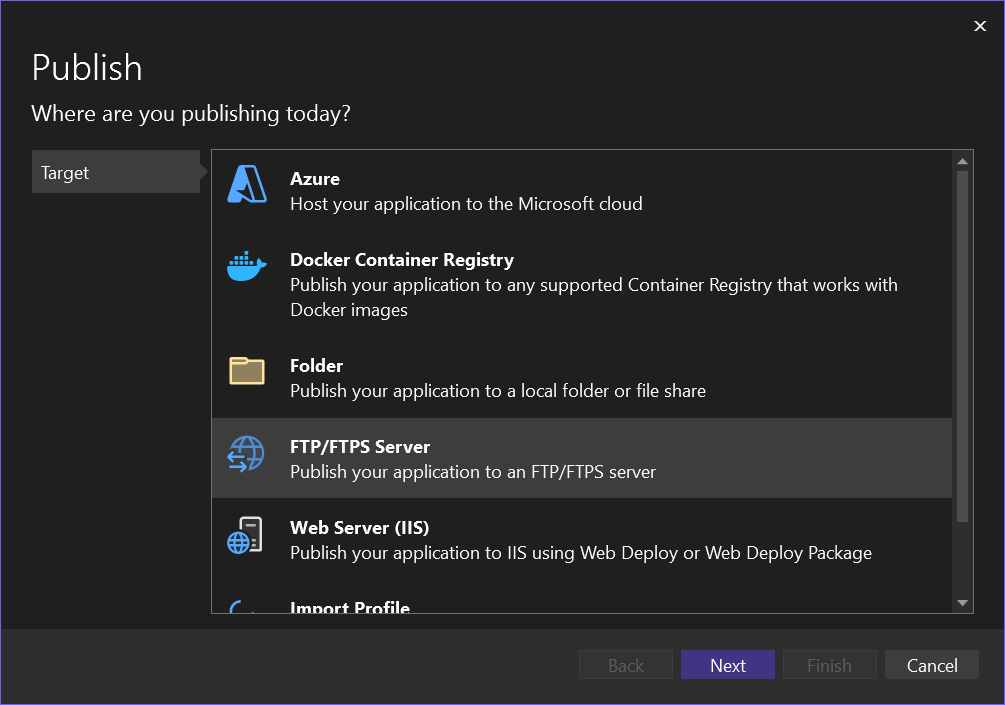 Publish
Where are you publishing today?
Target
Azure
Host your application to the Microsoft cloud
Docker Container Registry
Publish your application to any supported Container Registry that works with
Docker images
Folder
Publish your application to a local folder or file share
FTP/FTPS Server
Publish your application to an FTP/FTPS server
Web Server (IIS)
Publish your application to IIS using Web Deploy or Web Deploy Package
Import Profile
Back
Next
Finish
Cancel